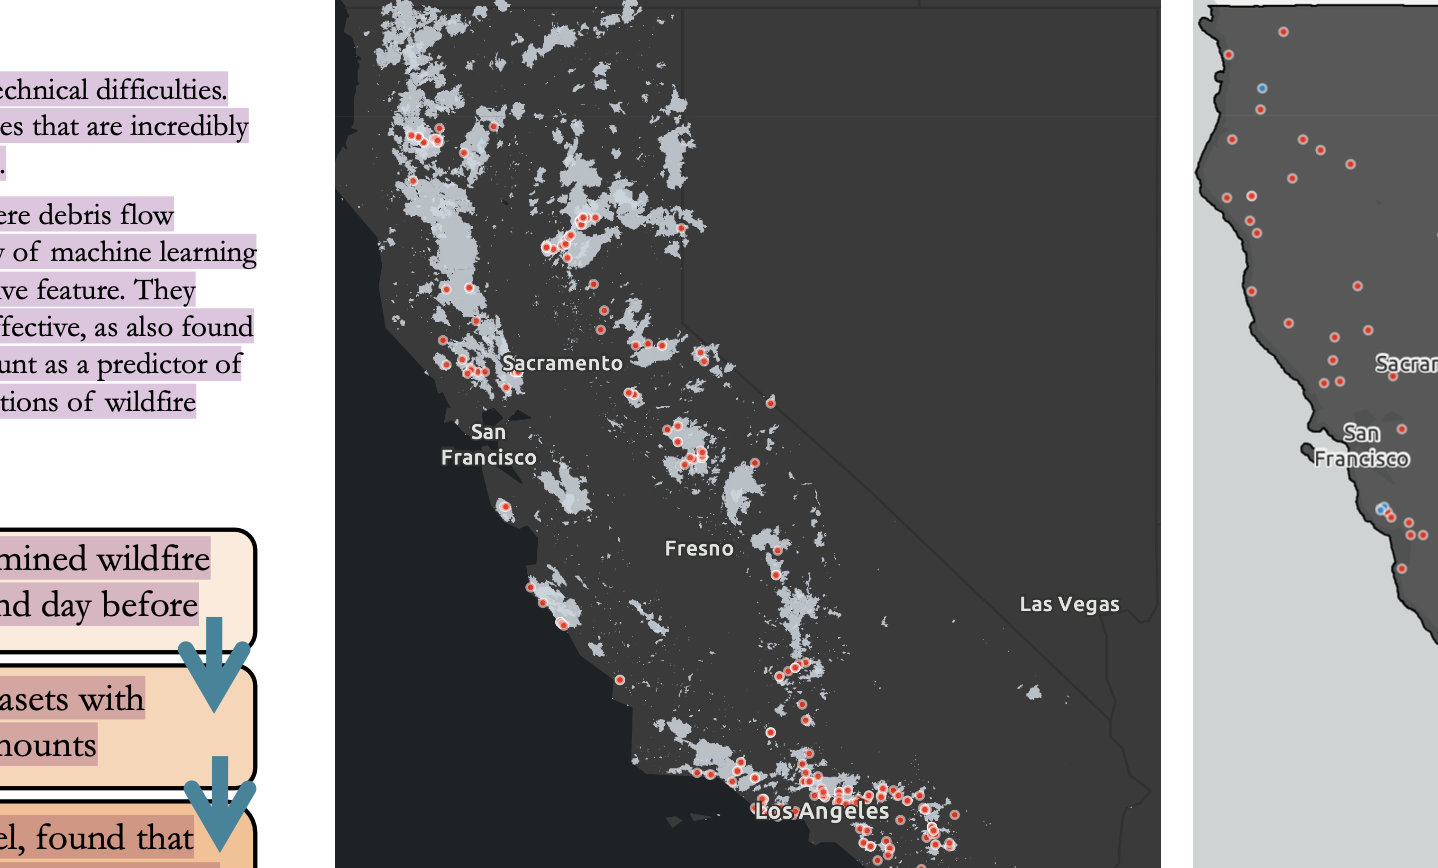 technical difficulties.
es that are incredibly
.
ere debris flow
of machine learning
ve feature. They
ffective, as also found
unt as a predictor of
tions of wildfire
mined wildfire
nd day before
asets with
mounts
el, found that
Sacramento
San
Francisco
Fresno
Las Vegas
Los Angeles
Sacrar
San
Francisco